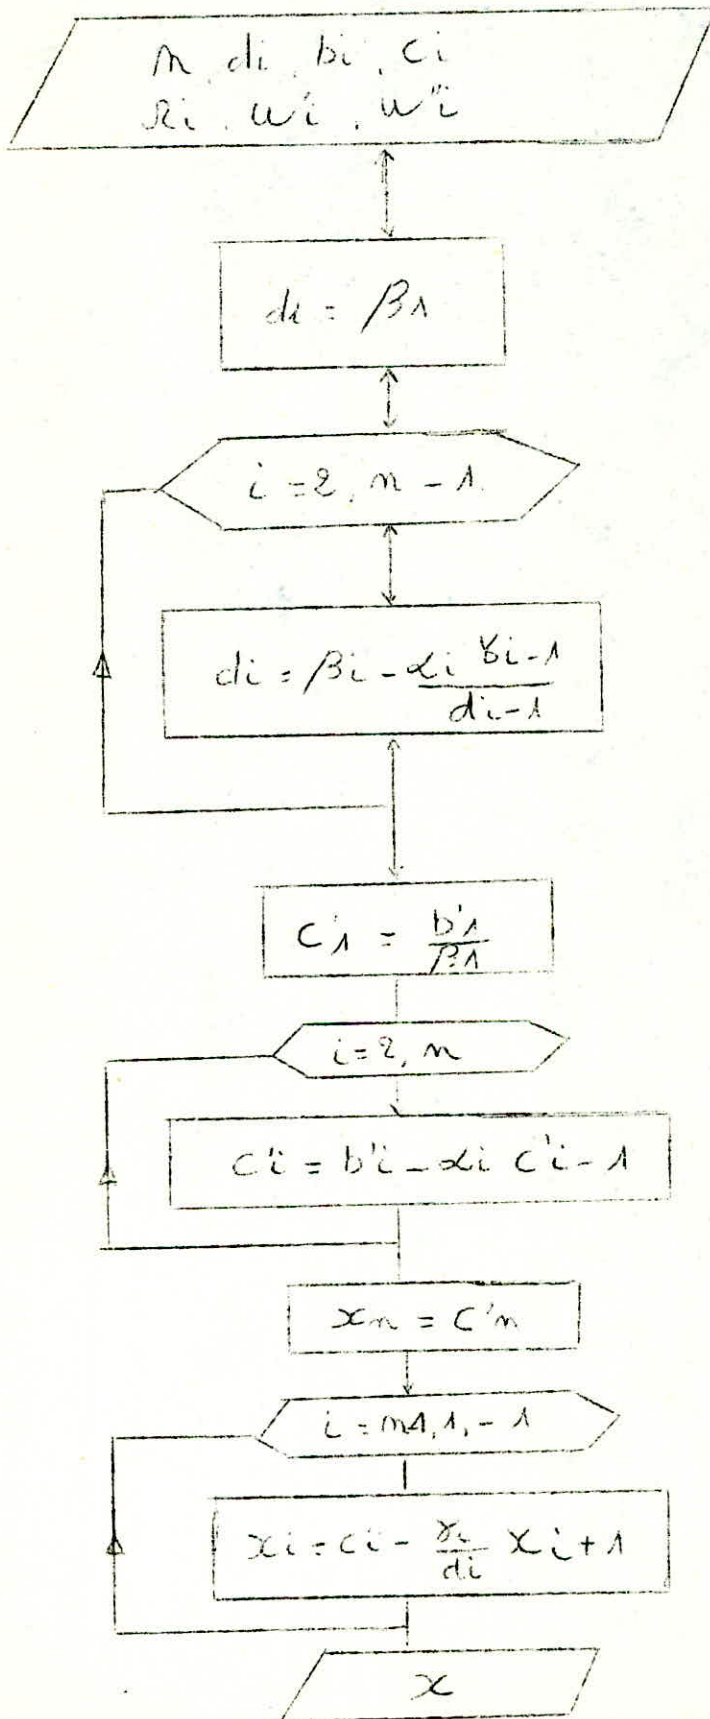 n, di, bi, ci
ri, w'i, w"i
di = β1
i = 2, n - 1
di = βi - αi γi-1 / di-1
C'1 = b'1 / β1
i = 2, n
C'i = b'i - αi C'i - 1
xn = C'n
i = n-1, 1, - 1
xi = ci - γi / di xi + 1
x